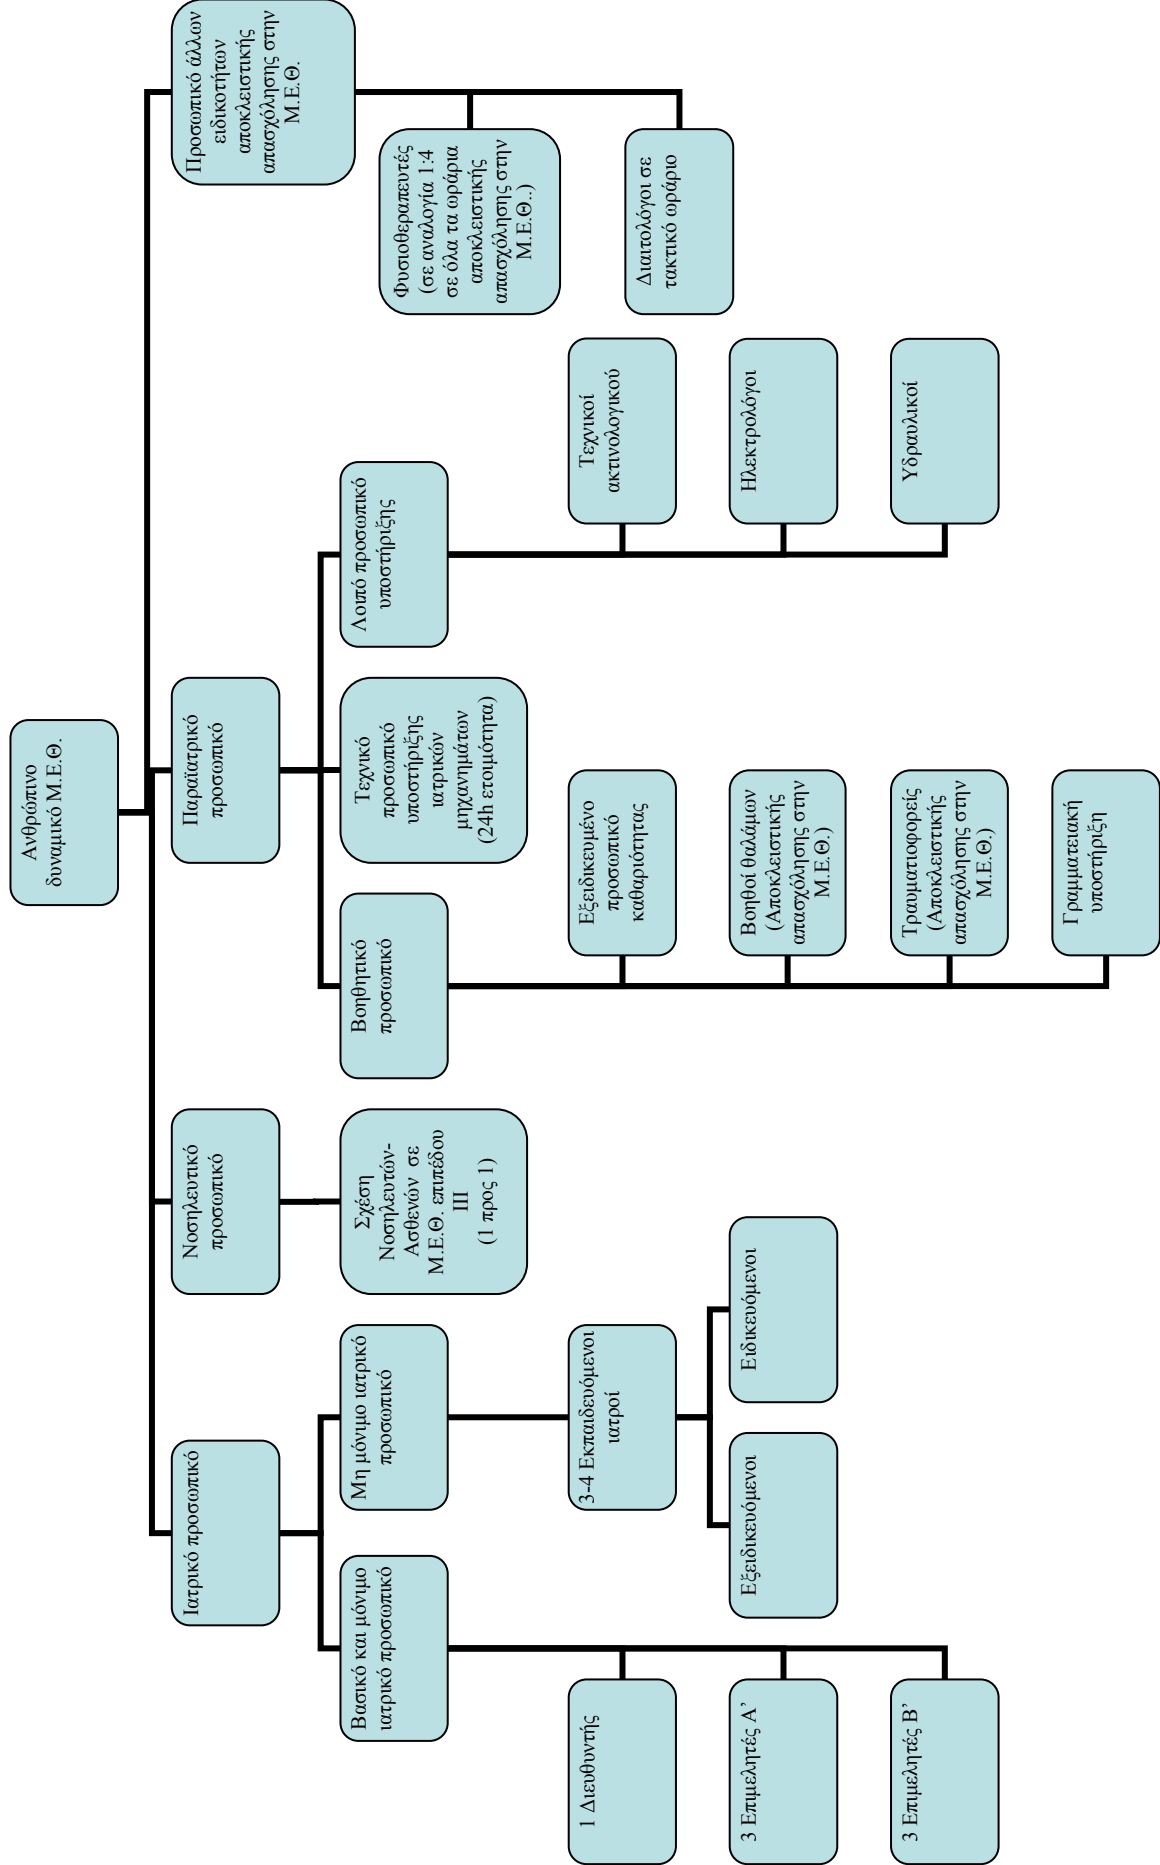 Ανθρώπινο
δυναμικό Μ.Ε.Θ.
Ιατρικό προσωπικό
Νοσηλευτικό
προσωπικό
Παραϊατρικό
προσωπικό
Προσωπικό άλλων
ειδικοτήτων
αποκλειστικής
απασχόλησης στην
Μ.Ε.Θ.
Βασικό και μόνιμο
ιατρικό προσωπικό
Μη μόνιμο ιατρικό
προσωπικό
Σχέση
Νοσηλευτών-
Ασθενών σε
Μ.Ε.Θ. επιπέδου
ΙΙΙ
(1 προς 1)
Βοηθητικό
προσωπικό
Τεχνικό
προσωπικό
υποστήριξης
ιατρικών
μηχανημάτων
(24h ετοιμότητα)
Λοιπό προσωπικό
υποστήριξης
Φυσιοθεραπευτές
(σε αναλογία 1:4
σε όλα τα ωράρια
αποκλειστικής
απασχόλησης στην
Μ.Ε.Θ..)
Διαιτολόγοι σε
τακτικό ωράριο
1 Διευθυντής
3 Επιμελητές Α’
3 Επιμελητές Β’
3-4 Εκπαιδευόμενοι
ιατροί
Εξειδικευόμενοι
Ειδικευόμενοι
Εξειδικευμένο
προσωπικό
καθαριότητας
Βοηθοί θαλάμων
(Αποκλειστικής
απασχόλησης στην
Μ.Ε.Θ.)
Τραυματιοφορείς
(Αποκλειστικής
απασχόλησης στην
Μ.Ε.Θ.)
Γραμματειακή
υποστήριξη
Τεχνικοί
ακτινολογικού
Ηλεκτρολόγοι
Υδραυλικοί